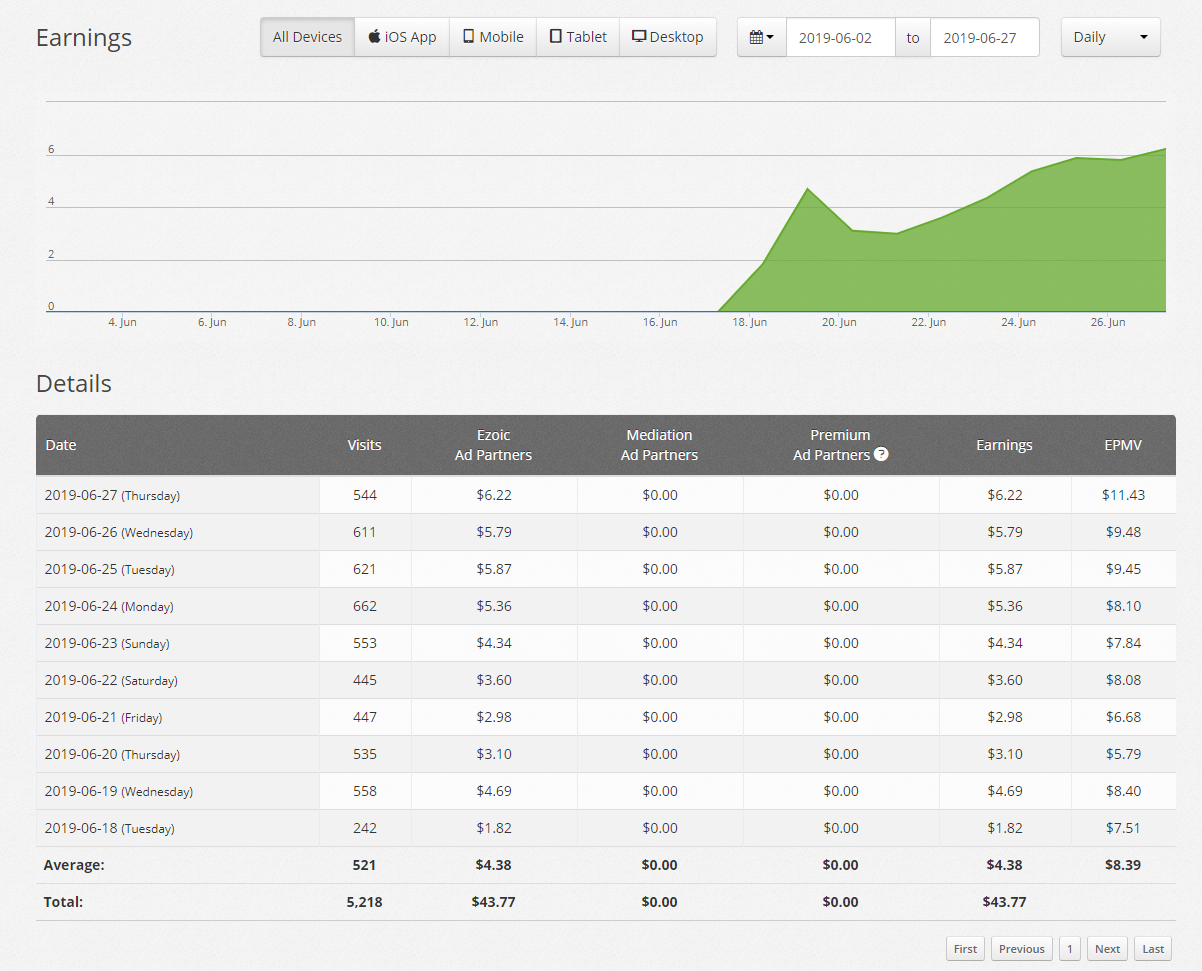 Earnings
All Devices iOS App Mobile Tablet Desktop 2019-06-02 to 2019-06-27 Daily
6
4
2
0
4. Jun 6. Jun 8. Jun 10. Jun 12. Jun 14. Jun 16. Jun 18. Jun 20. Jun 22. Jun 24. Jun 26. Jun
Details
Date Visits Ezoic Ad Partners Mediation Ad Partners Premium Ad Partners ? Earnings EPMV
2019-06-27 (Thursday) 544 $6.22 $0.00 $0.00 $6.22 $11.43
2019-06-26 (Wednesday) 611 $5.79 $0.00 $0.00 $5.79 $9.48
2019-06-25 (Tuesday) 621 $5.87 $0.00 $0.00 $5.87 $9.45
2019-06-24 (Monday) 662 $5.36 $0.00 $0.00 $5.36 $8.10
2019-06-23 (Sunday) 553 $4.34 $0.00 $0.00 $4.34 $7.84
2019-06-22 (Saturday) 445 $3.60 $0.00 $0.00 $3.60 $8.08
2019-06-21 (Friday) 447 $2.98 $0.00 $0.00 $2.98 $6.68
2019-06-20 (Thursday) 535 $3.10 $0.00 $0.00 $3.10 $5.79
2019-06-19 (Wednesday) 558 $4.69 $0.00 $0.00 $4.69 $8.40
2019-06-18 (Tuesday) 242 $1.82 $0.00 $0.00 $1.82 $7.51
Average: 521 $4.38 $0.00 $0.00 $4.38 $8.39
Total: 5,218 $43.77 $0.00 $0.00 $43.77
First Previous 1 Next Last